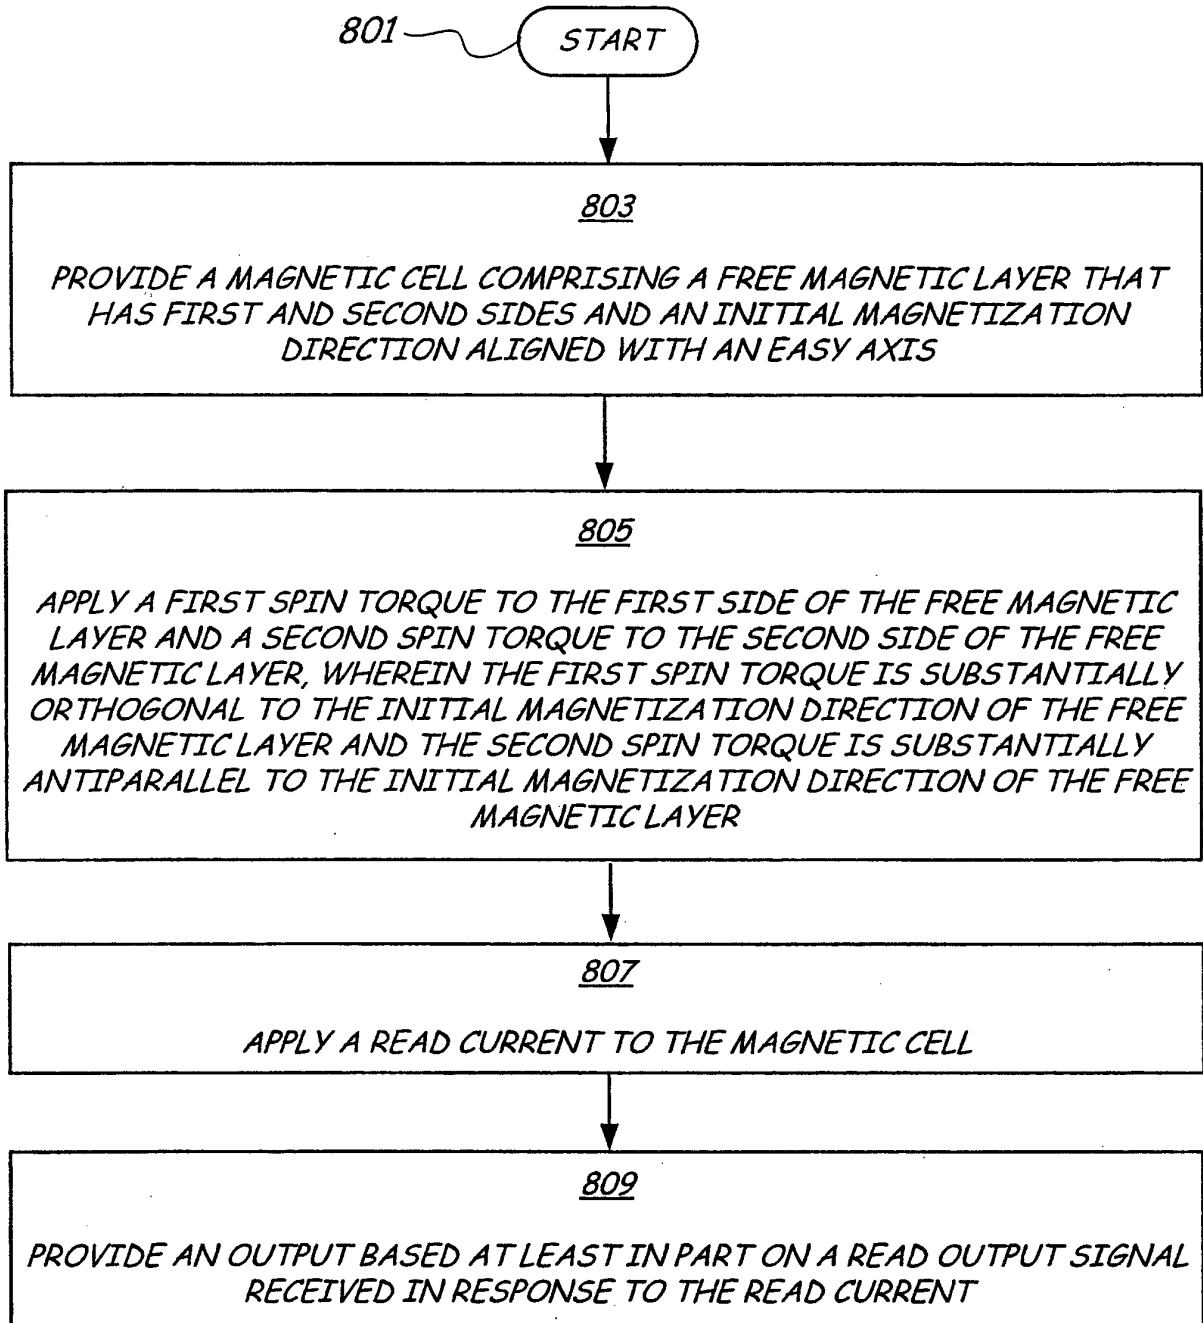 801
START
803
PROVIDE A MAGNETIC CELL COMPRISING A FREE MAGNETIC LAYER THAT
HAS FIRST AND SECOND SIDES AND AN INITIAL MAGNETIZATION
DIRECTION ALIGNED WITH AN EASY AXIS
805
APPLY A FIRST SPIN TORQUE TO THE FIRST SIDE OF THE FREE MAGNETIC
LAYER AND A SECOND SPIN TORQUE TO THE SECOND SIDE OF THE FREE
MAGNETIC LAYER, WHEREIN THE FIRST SPIN TORQUE IS SUBSTANTIALLY
ORTHOGONAL TO THE INITIAL MAGNETIZATION DIRECTION OF THE FREE
MAGNETIC LAYER AND THE SECOND SPIN TORQUE IS SUBSTANTIALLY
ANTIPARALLEL TO THE INITIAL MAGNETIZATION DIRECTION OF THE FREE
MAGNETIC LAYER
807
APPLY A READ CURRENT TO THE MAGNETIC CELL
809
PROVIDE AN OUTPUT BASED AT LEAST IN PART ON A READ OUTPUT SIGNAL
RECEIVED IN RESPONSE TO THE READ CURRENT